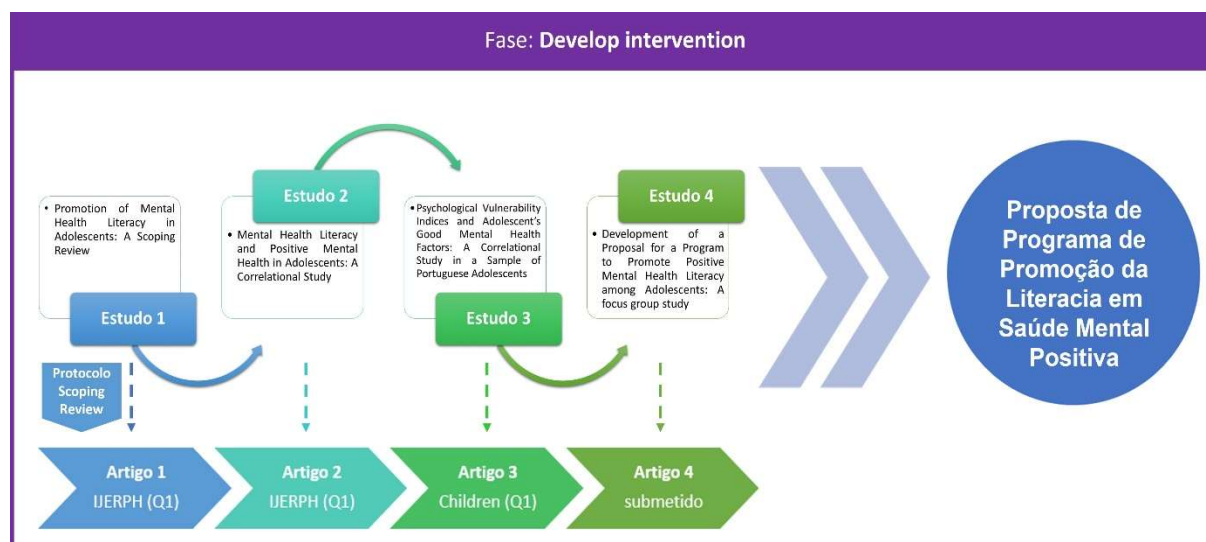 Fase: Develop intervention
• Promotion of Mental
Health Literacy in
Adolescents: A Scoping
Review
Estudo 1
Estudo 2
• Mental Health Literacy
and Positive Mental
Health in Adolescents: A
Correlational Study
• Psychological Vulnerability
Indices and Adolescent's
Good Mental Health
Factors: A Correlational
Study in a Sample of
Portuguese Adolescents
Estudo 3
Estudo 4
• Development of a
Proposal for a Program
to Promote Positive
Mental Health Literacy
among Adolescents: A
focus group study
Proposta de
Programa de
Promoção da
Literacia em
Saúde Mental
Positiva
Protocolo
Scoping
Review
Artigo 1
IJERPH (Q1)
Artigo 2
IJERPH (Q1)
Artigo 3
Children (Q1)
Artigo 4
submetido